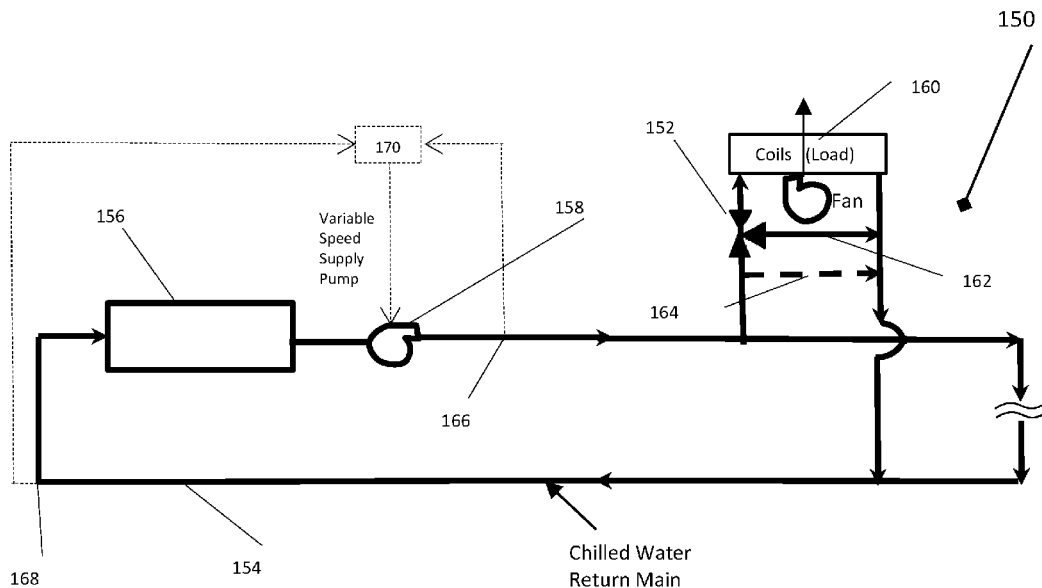 150
160
152
170
Coils (Load)
Fan
156
Variable
Speed
Supply
Pump
158
162
164
166
Chilled Water
Return Main
168
154